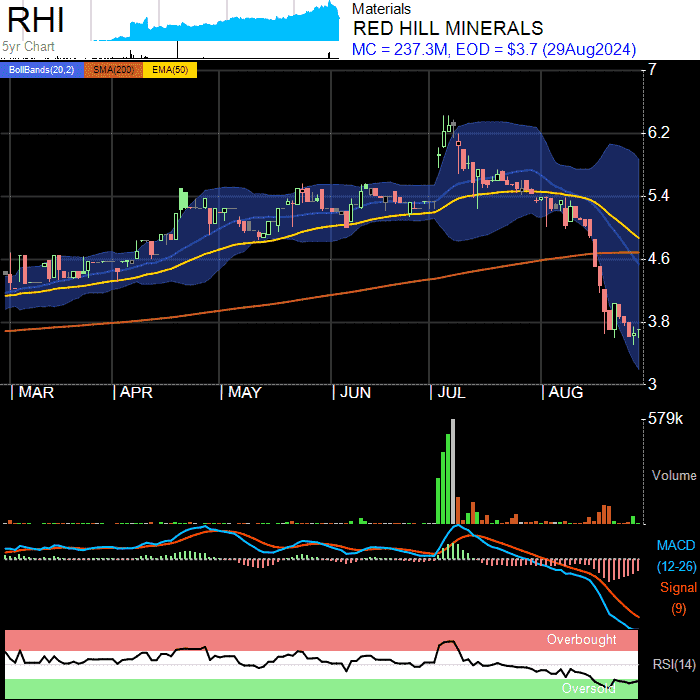 RHI
5yr Chart
Materials
RED HILL MINERALS
MC = 237.3M, EOD = $3.7 (29Aug2024)
BollBands(20,2) SMA(200) EMA(50)
7
6.2
5.4
4.6
3.8
3
MAR APR MAY JUN JUL AUG
579k
Volume
MACD
(12-26)
Signal
(9)
Overbought
RSI(14)
Oversold